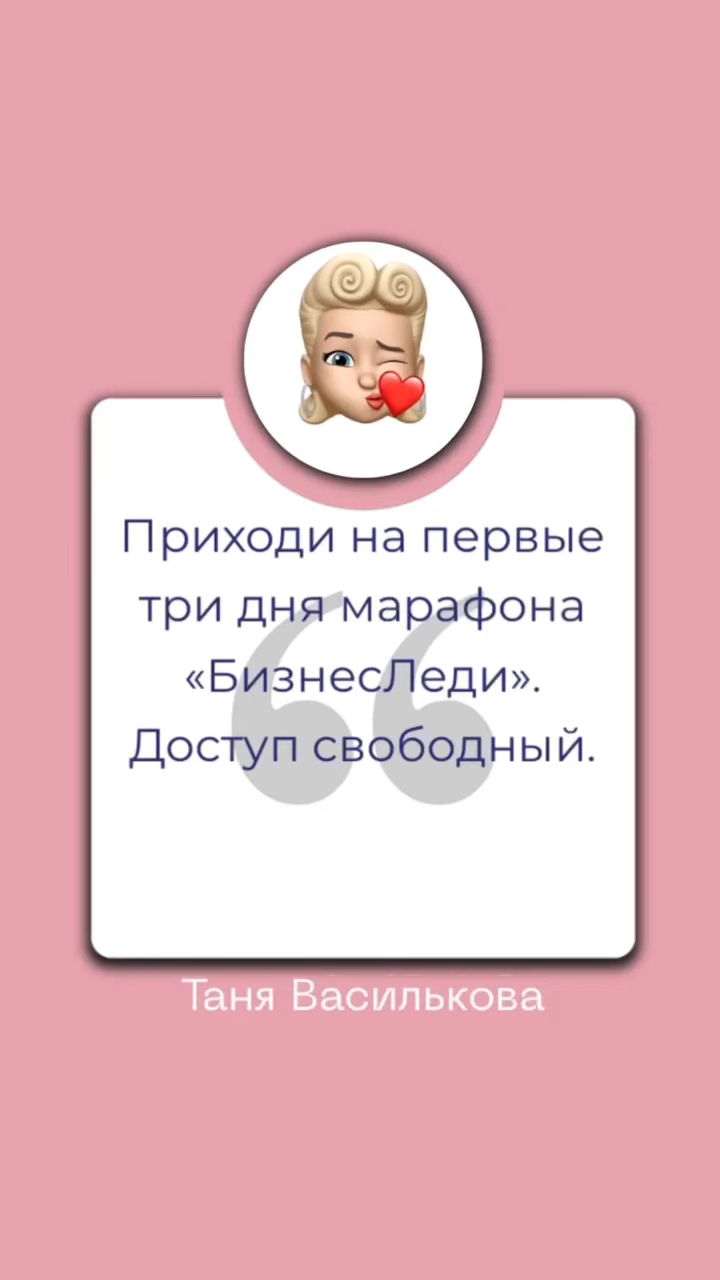 Приходи на первые
три дня марафона
«БизнесЛеди».
Доступ свободный.
Таня Василькова